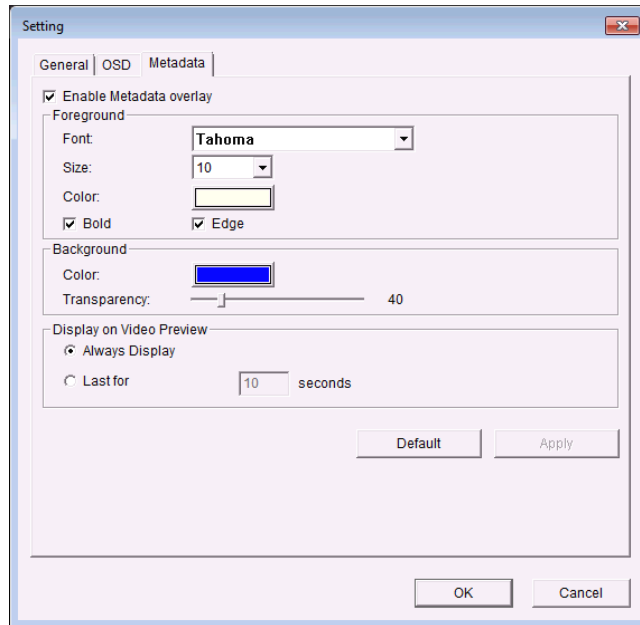 Setting
General OSD Metadata
Enable Metadata overlay
Foreground
Font: Tahoma
Size: 10
Color:
Bold Edge
Background
Color:
Transparency: 40
Display on Video Preview
Always Display
Last for 10 seconds
Default Apply
OK Cancel